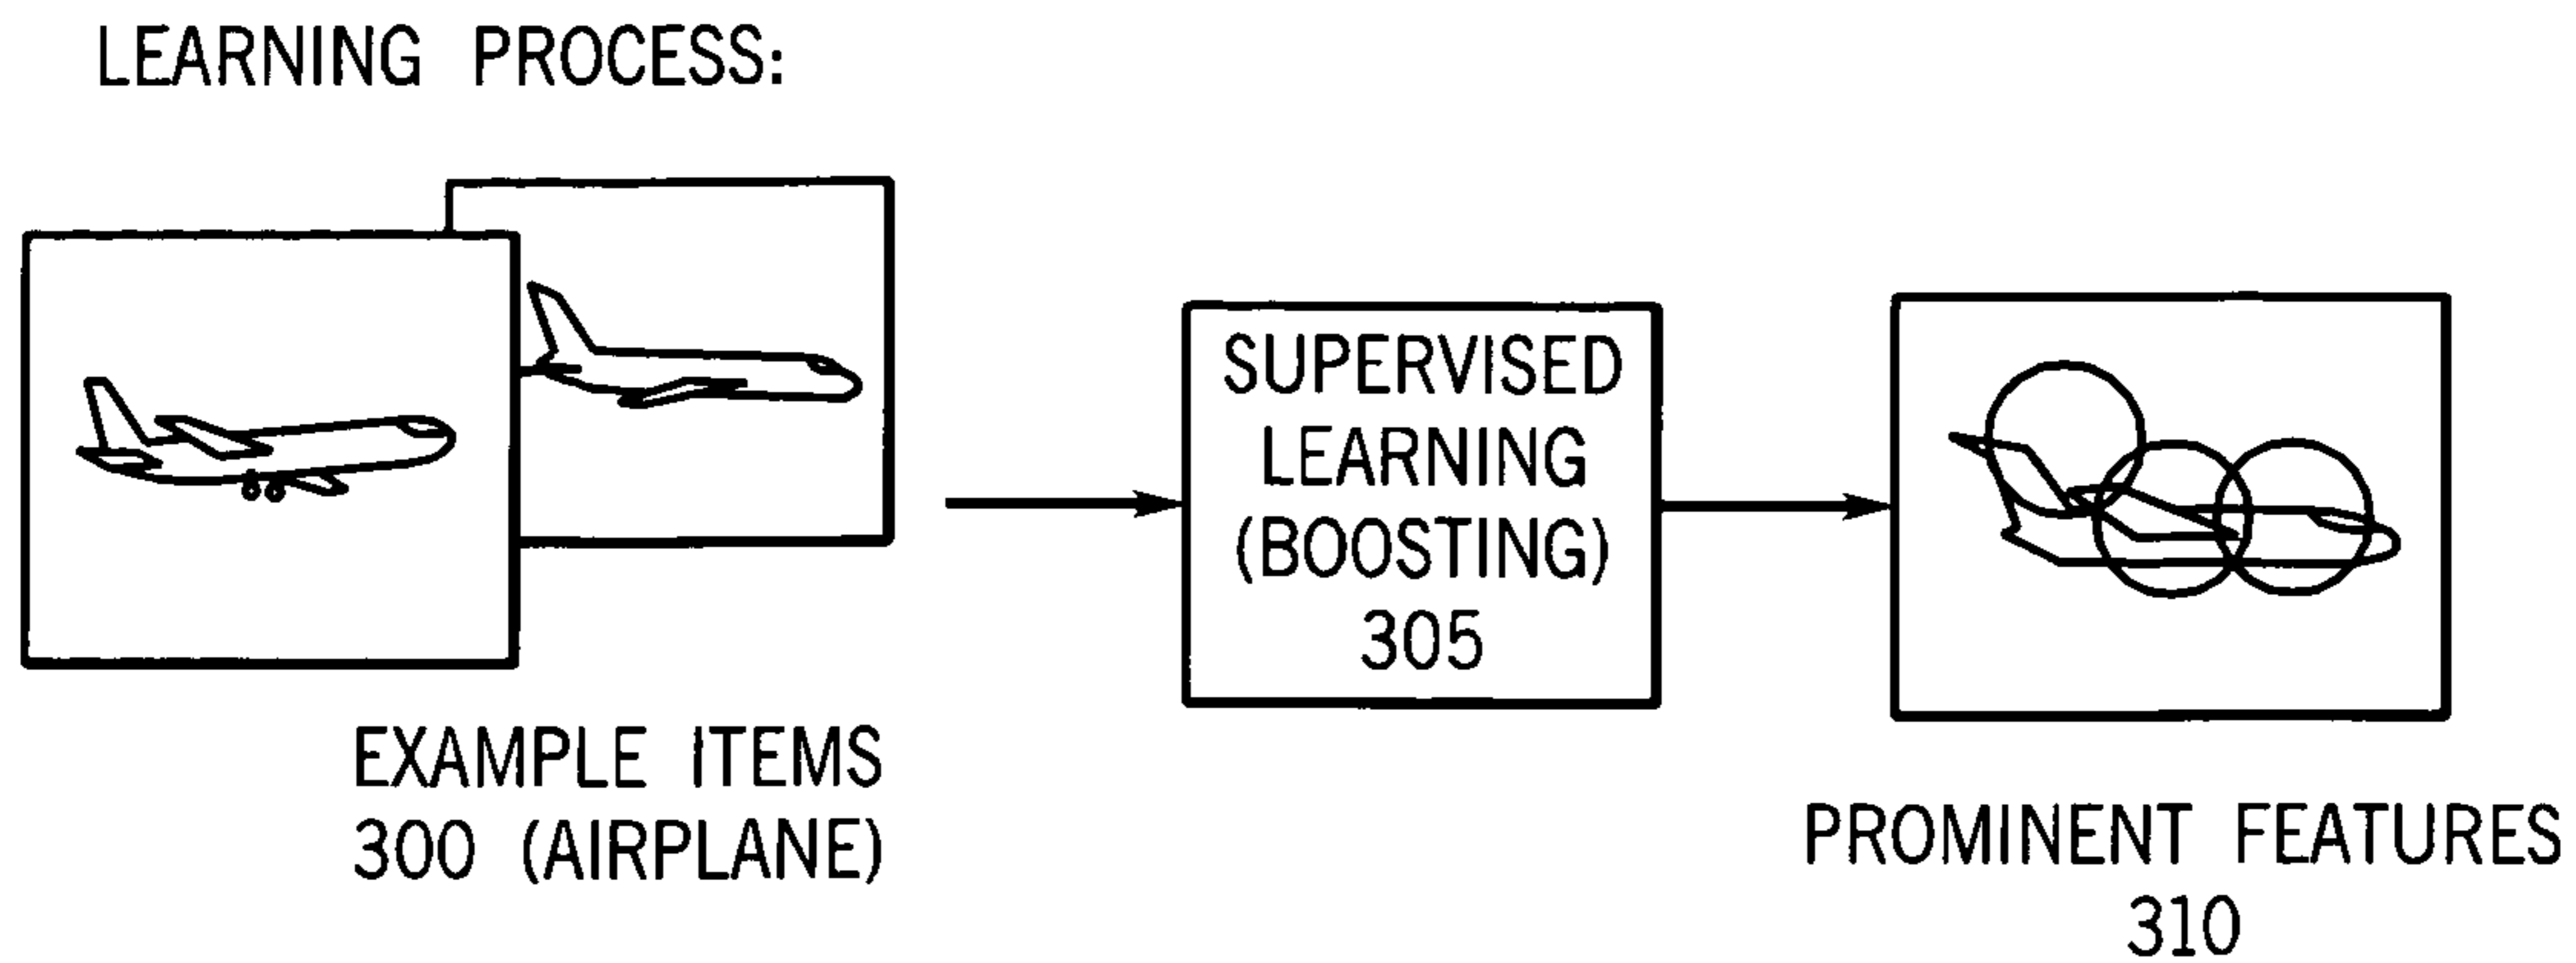 LEARNING PROCESS:
SUPERVISED
LEARNING
(BOOSTING)
305
EXAMPLE ITEMS
300 (AIRPLANE)
PROMINENT FEATURES
310